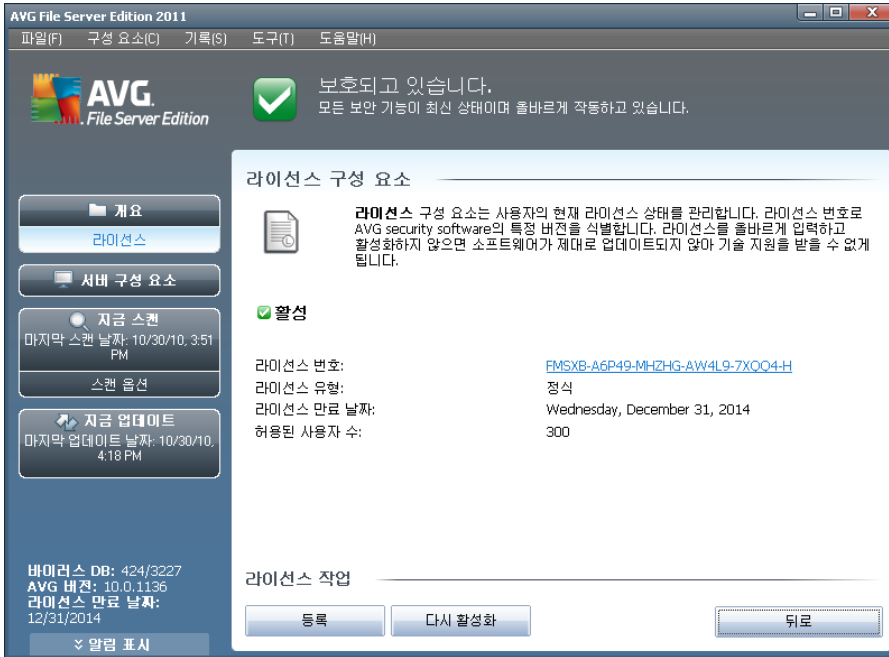 AVG File Server Edition 2011
파일(F) 구성 요소(C) 기록(S) 도구(T) 도움말(H)
AVG.
File Server Edition
보호되고 있습니다.
모든 보안 기능이 최신 상태이며 올바르게 작동하고 있습니다.
개요
라이선스
서버 구성 요소
지금 스캔
마지막 스캔 날짜: 10/30/10, 3:51
PM
스캔 옵션
지금 업데이트
마지막 업데이트 날짜: 10/30/10,
4:18 PM
바이러스 DB: 424/3227
AVG 버전: 10.0.1136
라이선스 만료 날짜:
12/31/2014
알림 표시
라이선스 구성 요소
라이선스 구성 요소는 사용자의 현재 라이선스 상태를 관리합니다. 라이선스 번호로
AVG security software의 특정 버전을 식별합니다. 라이선스를 올바르게 입력하고
활성화하지 않으면 소프트웨어가 제대로 업데이트되지 않아 기술 지원을 받을 수 없게
됩니다.
활성
라이선스 번호: FMSXB-A6P49-MHZHG-AW4L9-7XQQ4-H
라이선스 유형: 정식
라이선스 만료 날짜: Wednesday, December 31, 2014
허용된 사용자 수: 300
라이선스 작업
등록 다시 활성화 뒤로